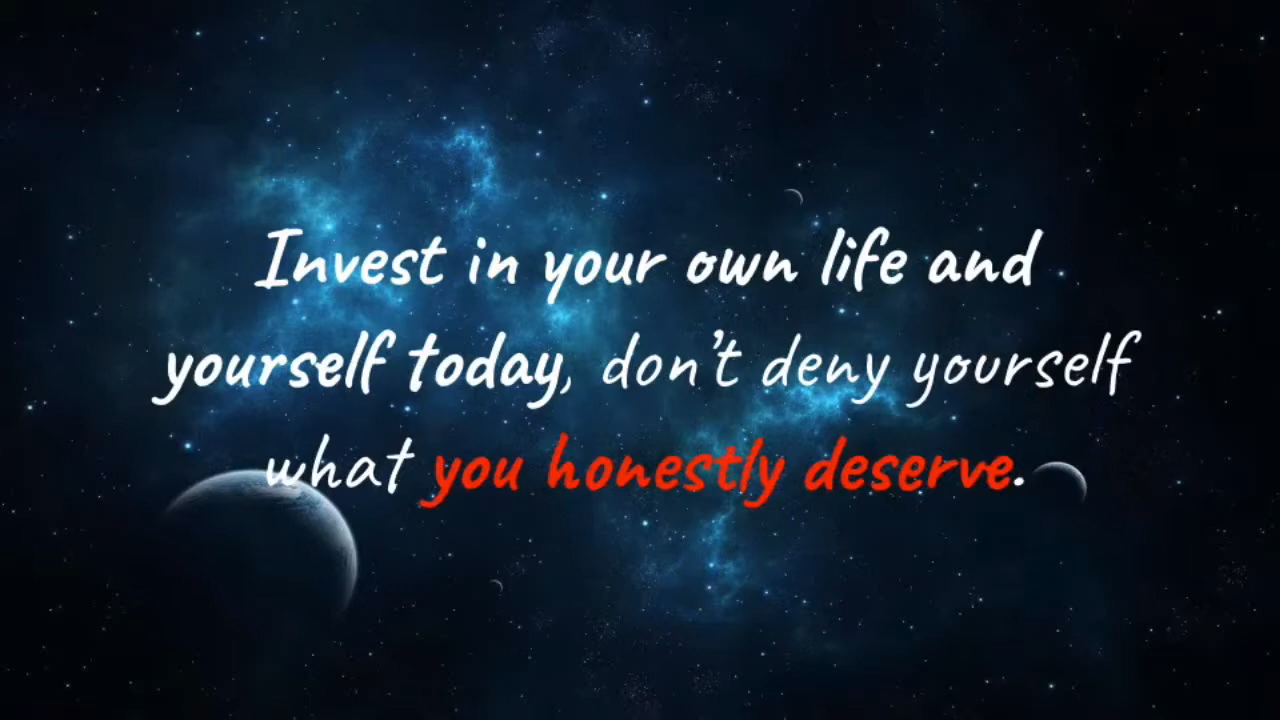 Invest in your own life and
yourself today, don't deny yourself
what you honestly deserve.